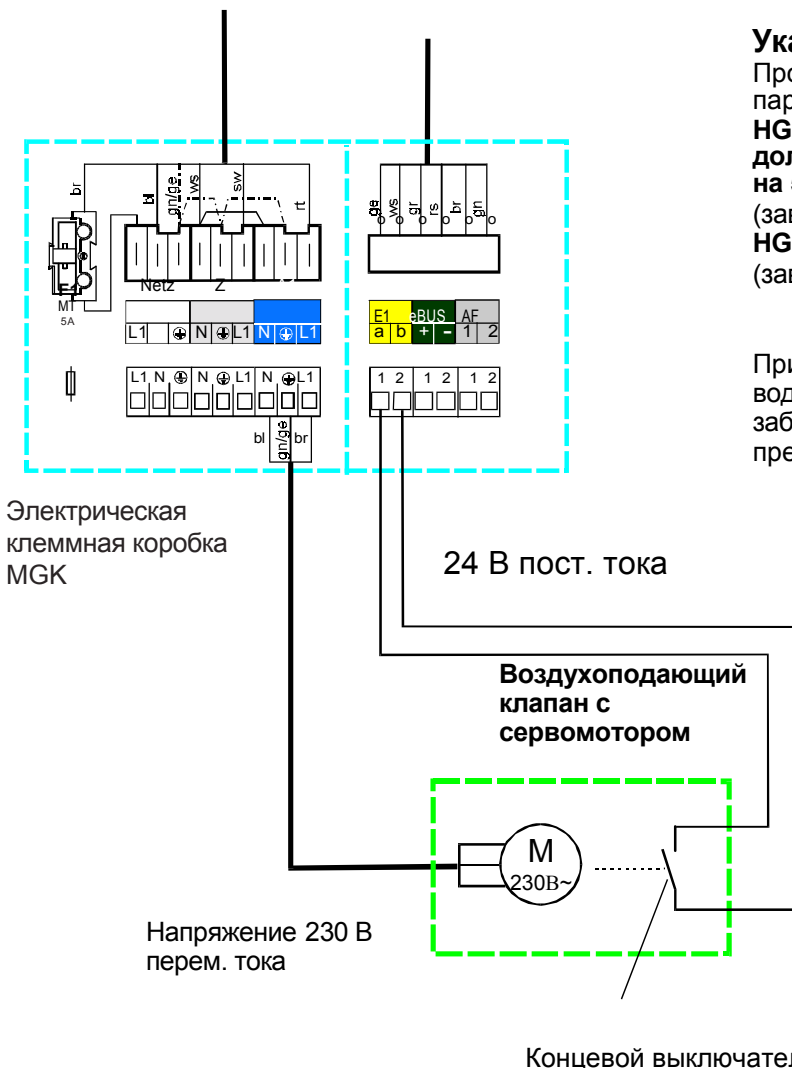 br
bl
gn/ge
ws
sw
rt
ge
ws
gr
rs
br
gn
Netz
Z
MT
5A
L1 N L1 N L1
E1 eBUS AF
a b + - 1 2
L1 N N L1 N L1
1 2 1 2 1 2
bl
gn/ge
br
Электрическая
клеммная коробка
MGK
24 В пост. тока
Воздухоподающий
клапан с
сервомотором
M
230В~
Напряжение 230 В
перем. тока
Ука
Про
пар
HG
дол
на
(зав
HG
(зав
При
вод
заб
пре
Концевой выключател